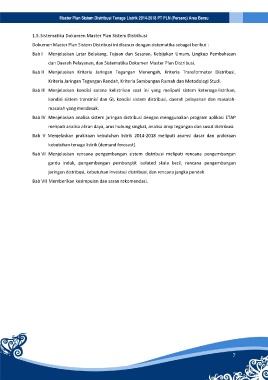 Master Plan Sistem Distribusi Tenaga Listrik 2014-2018 PT PLN (Persero) Area Baru
1.5. Sistematika Dokumen Master Plan Sistem Distribusi
Dokumen Master Plan Sistem Distribusi ini disusun dengan sistematika sebagai berikut :
Bab I Menjelaskan Latar Belakang, Tujuan dan Sasaran, Kebijakan Umum, Lingkup Pembahasan
dan Daerah Pelayanan, dan Sistematika Dokumen Master Plan Distribusi.
Bab II Menjelaskan Kriteria Jaringan Tegangan Menengah, Kriteria Transformator Distribusi,
Kriteria Jaringan Tegangan Rendah, Kriteria Sambungan Rumah dan Metodologi Studi.
Bab III Menjelaskan kondisi sistem kelistrikan saat ini yang meliputi sistem ketenaga-listrikan,
kondisi sistem transmisi dan GI, kondisi sistem distribusi, daerah pelayanan dan masalah-
masalah yang mendesak.
Bab IV Menjelaskan analisa sistem jaringan distribusi dengan menggunakan program aplikasi ETAP
meliputi analisa aliran daya, arus hubung singkat, analisa drop tegangan dan susut distribusi.
Bab V Menjelaskan prakiraan kebutuhan listrik 2014-2018 meliputi asumsi dasar dan prakiraan
kebutuhan tenaga listrik (demand forecast).
Bab VI Menjelaskan rencana pengembangan sistem distribusi meliputi rencana pengembangan
gardu induk, pengembangan pembangkit isolated skala kecil, rencana pengembangan
jaringan distribusi, kebutuhan investasi distribusi, dan rencana jangka pendek.
Bab VII Memberikan kesimpulan dan saran rekomendasi.
7